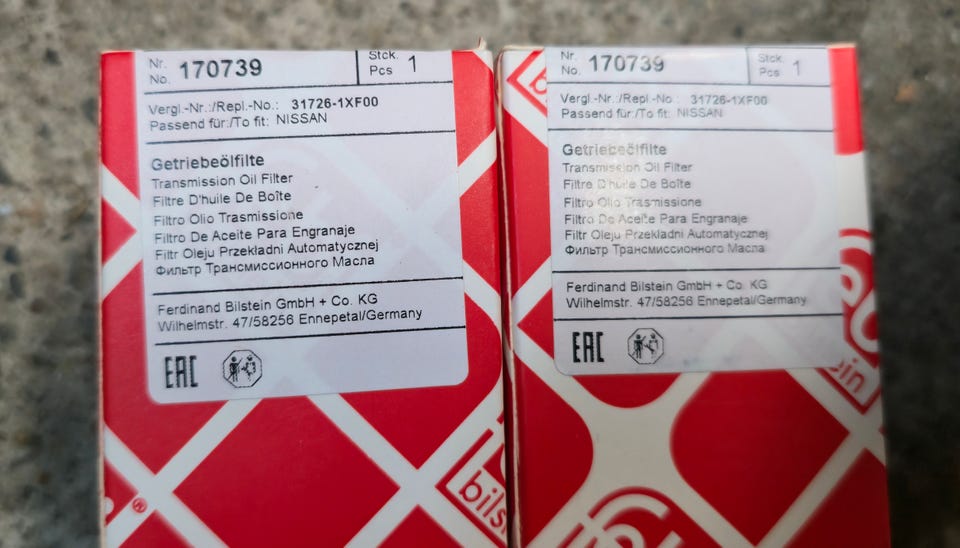 Nr.
No. 170739
Stck.
Pcs 1
Vergl.-Nr.:/Repl.-No.: 31726-1XF00
Passend für:/To fit: NISSAN
Getriebeölfilte
Transmission Oil Filter
Filtre D'huile De Boîte
Filtro Olio Trasmissione
Filtro De Aceite Para Engranaje
Filtr Oleju Przekladni Automatycznej
Фильтр Трансмиссионного Масла
Ferdinand Bilstein GmbH + Co. KG
Wilhelmstr. 47/58256 Ennepetal/Germany
EAC
®
bils
Nr.
No. 170739
Stck.
Pcs 1
Vergl.-Nr.:/Repl.-No.: 31726-1XF00
Passend für:/To fit: NISSAN
Getriebeölfilte
Transmission Oil Filter
Filtre D'huile De Boîte
Filtro Olio Trasmissione
Filtro De Aceite Para Engranaje
Filtr Oleju Przekladni Automatycznej
Фильтр Трансмиссионного Масла
Ferdinand Bilstein GmbH + Co. KG
Wilhelmstr. 47/58256 Ennepetal/Germany
EAC